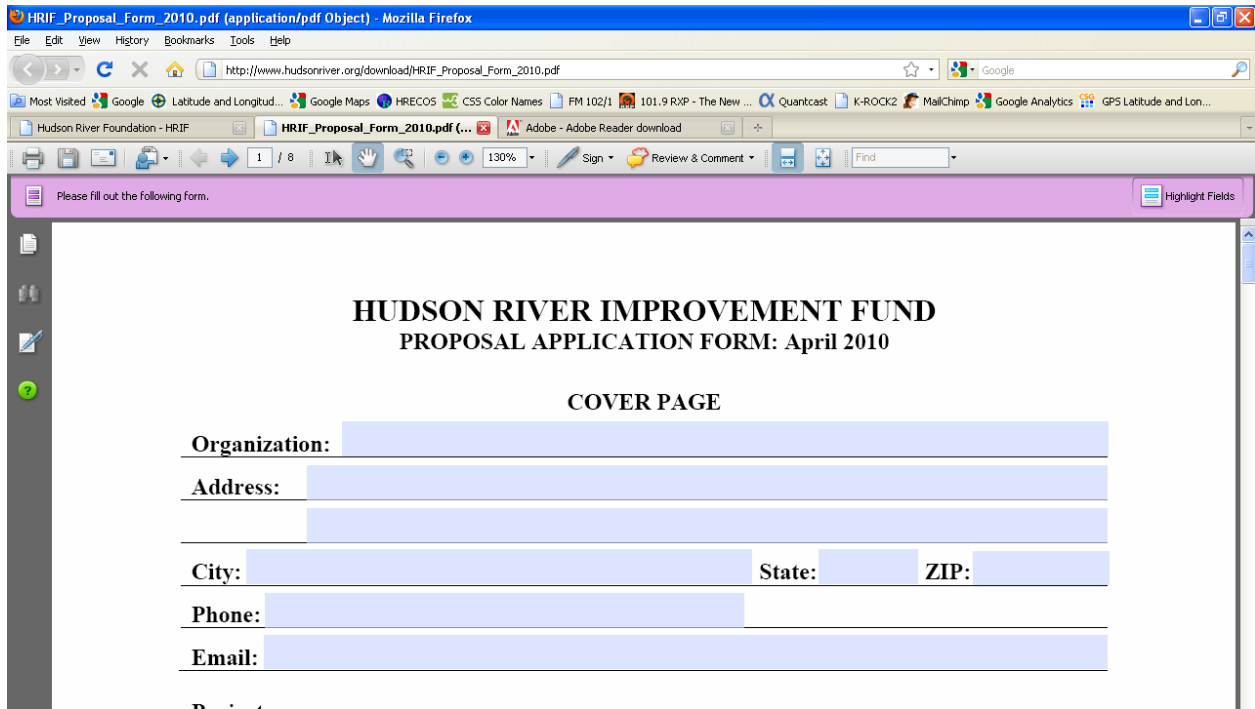 HRIF_Proposal_Form_2010.pdf (application/pdf Object) - Mozilla Firefox
File Edit View History Bookmarks Tools Help
http://www.hudsonriver.org/download/HRIF_Proposal_Form_2010.pdf Google
Most Visited Google Latitude and Longitud... Google Maps HRECOS CSS Color Names FM 102/1 101.9 RXP - The New ... Quantcast K-ROCK2 MailChimp Google Analytics GPS Latitude and Lon...
Hudson River Foundation - HRIF HRIF_Proposal_Form_2010.pdf (... Adobe - Adobe Reader download
1 / 8 130% Sign Review & Comment Find
Please fill out the following form. Highlight Fields
HUDSON RIVER IMPROVEMENT FUND
PROPOSAL APPLICATION FORM: April 2010
COVER PAGE
Organization:
Address:
City: State: ZIP:
Phone:
Email: